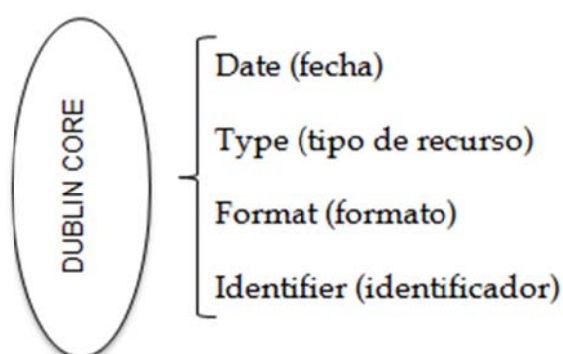 DUBLIN CORE
Date (fecha)
Type (tipo de recurso)
Format (formato)
Identifier (identificador)